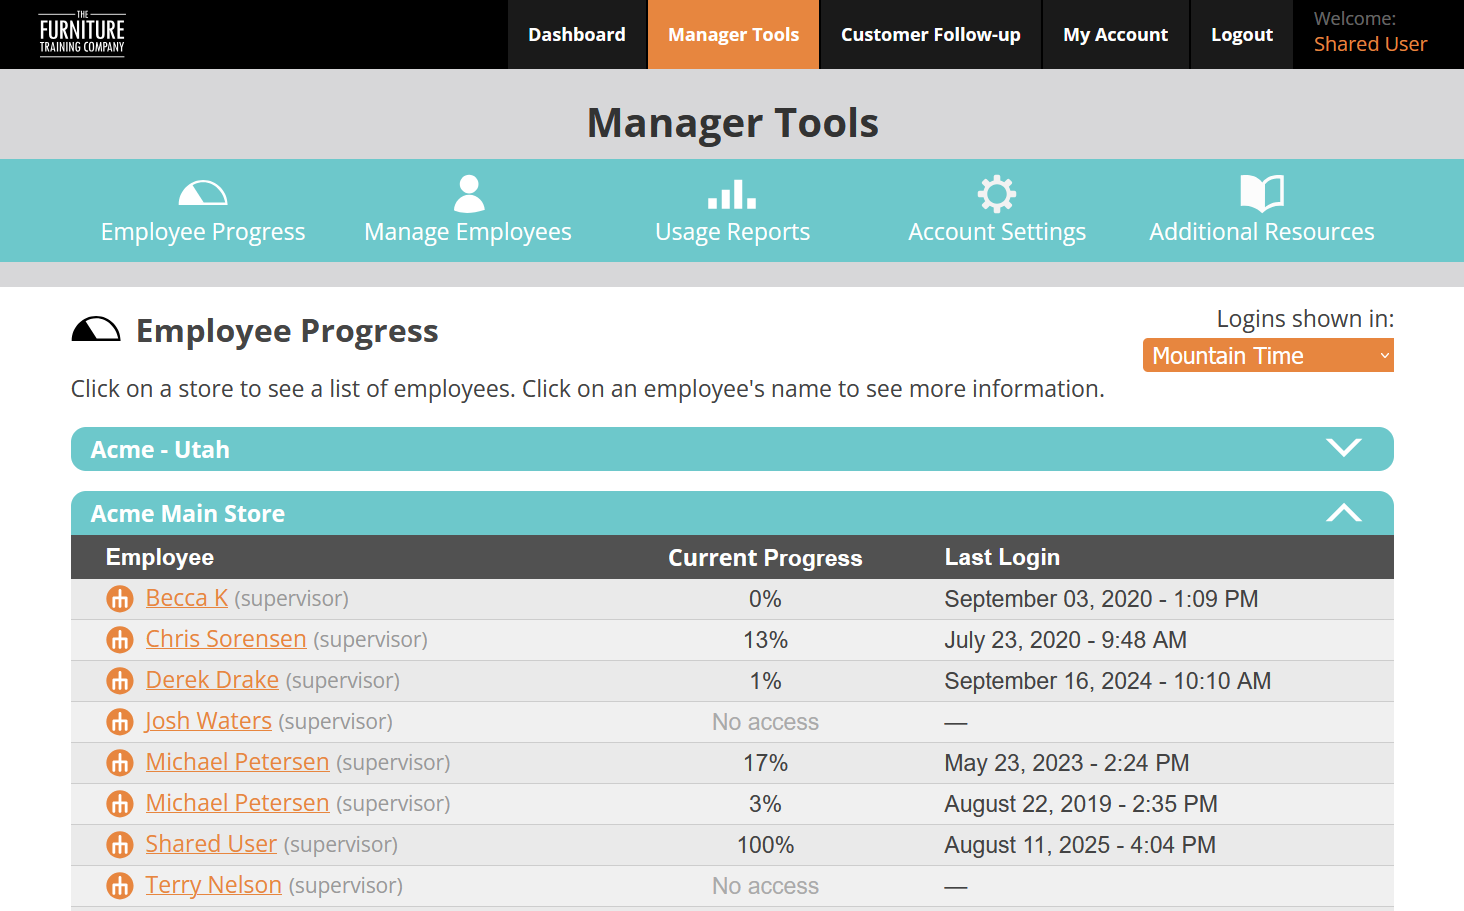 THE
FURNITURE
TRAINING COMPANY
Dashboard
Manager Tools
Customer Follow-up
My Account
Logout
Welcome:
Shared User
Manager Tools
Employee Progress
Manage Employees
Usage Reports
Account Settings
Additional Resources
Employee Progress
Logins shown in:
Mountain Time
Click on a store to see a list of employees. Click on an employee's name to see more information.
Acme - Utah
Acme Main Store
Employee Current Progress Last Login
Becca K (supervisor) 0% September 03, 2020 - 1:09 PM
Chris Sorensen (supervisor) 13% July 23, 2020 - 9:48 AM
Derek Drake (supervisor) 1% September 16, 2024 - 10:10 AM
Josh Waters (supervisor) No access —
Michael Petersen (supervisor) 17% May 23, 2023 - 2:24 PM
Michael Petersen (supervisor) 3% August 22, 2019 - 2:35 PM
Shared User (supervisor) 100% August 11, 2025 - 4:04 PM
Terry Nelson (supervisor) No access —